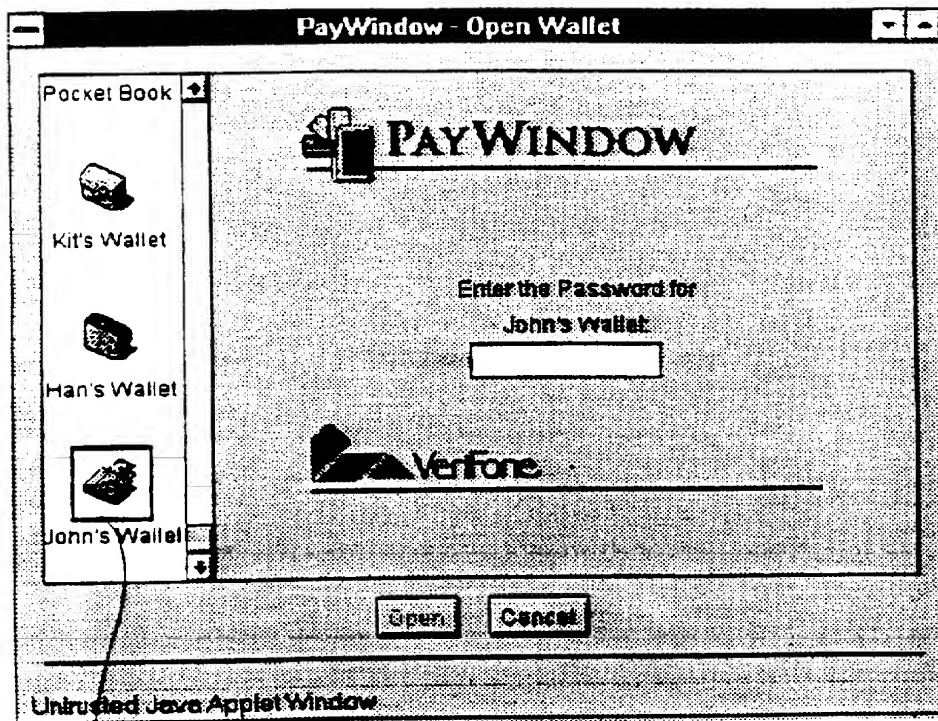 PayWindow - Open Wallet
Pocket Book
Kit's Wallet
Han's Wallet
John's Wallet
PAYWINDOW
Enter the Password for
John's Wallet:
VeriFone.
Open
Cancel
Untrusted Java Applet Window